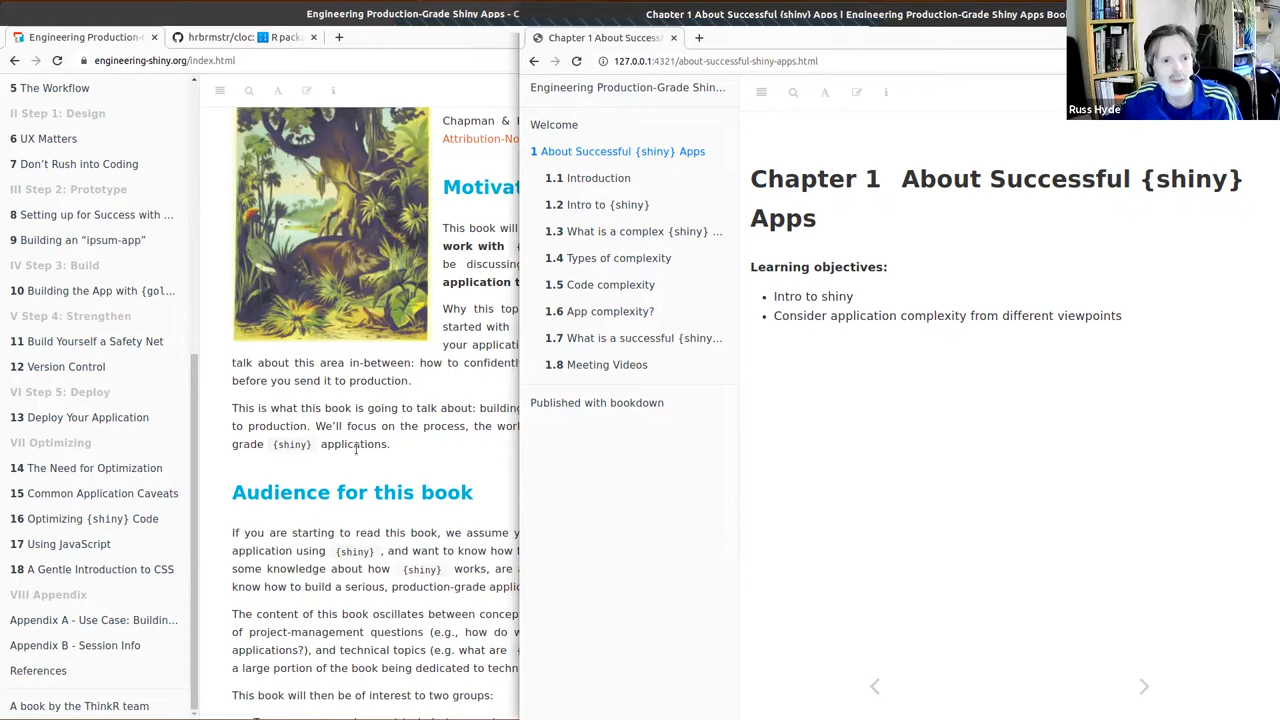 Engineering Production-Grade Shiny Apps - C
Engineering Production-
hrbrmstr/cloc:
R packa
engineering-shiny.org/index.html
5 The Workflow
II Step 1: Design
6 UX Matters
7 Don't Rush into Coding
III Step 2: Prototype
8 Setting up for Success with ...
9 Building an “ipsum-app”
IV Step 3: Build
10 Building the App with {gol...
V Step 4: Strengthen
11 Build Yourself a Safety Net
12 Version Control
VI Step 5: Deploy
13 Deploy Your Application
VII Optimizing
14 The Need for Optimization
15 Common Application Caveats
16 Optimizing {shiny} Code
17 Using JavaScript
18 A Gentle Introduction to CSS
VIII Appendix
Appendix A - Use Case: Buildin...
Appendix B - Session Info
References
A book by the ThinkR team
Chapman & H
Attribution-No
Motivat
This book will
work with
be discussing
application t
Why this top
started with
your applicati
talk about this area in-between: how to confidentl
before you send it to production.
This is what this book is going to talk about: building
to production. We'll focus on the process, the work
grade {shiny} applications.
Audience for this book
If you are starting to read this book, we assume y
application using {shiny} , and want to know how t
some knowledge about how {shiny} works, are a
know how to build a serious, production-grade applic
The content of this book oscillates between concep
of project-management questions (e.g., how do w
applications?), and technical topics (e.g. what are
a large portion of the book being dedicated to techn
This book will then be of interest to two groups:
Chapter 1 About Successful {shiny} Apps | Engineering Production-Grade Shiny Apps Boo
Chapter 1 About Successf
127.0.0.1:4321/about-successful-shiny-apps.html
Engineering Production-Grade Shin...
Welcome
1 About Successful {shiny} Apps
1.1 Introduction
1.2 Intro to {shiny}
1.3 What is a complex {shiny} ...
1.4 Types of complexity
1.5 Code complexity
1.6 App complexity?
1.7 What is a successful {shiny...
1.8 Meeting Videos
Published with bookdown
Chapter 1 About Successful {shiny}
Apps
Learning objectives:
• Intro to shiny
• Consider application complexity from different viewpoints
Russ Hyde